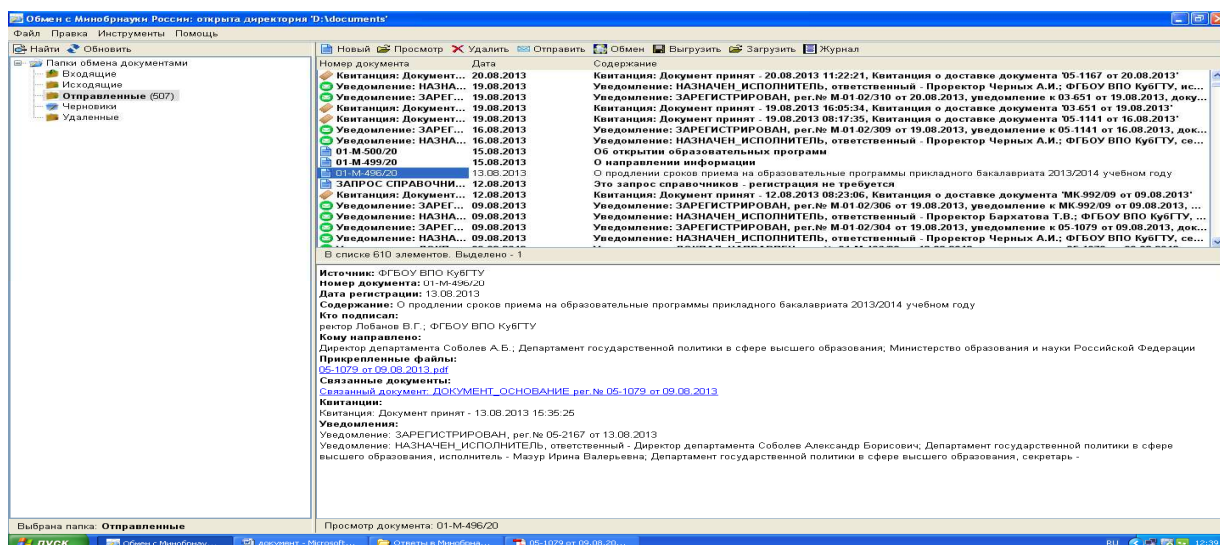 Обмен с Минобрнауки России: открыта директория 'D:\documents'
Файл Правка Инструменты Помощь
Найти Обновить
Новый Просмотр Удалить Отправить Обмен Выгрузить Загрузить Журнал
Папки обмена документами
Входящие
Исходящие
Отправленные (507)
Черновики
Удаленные
Номер документа Дата Содержание
Квитанция: Документ... 20.08.2013 Квитанция: Документ принят - 20.08.2013 11:22:21, Квитанция о доставке документа '05-1167 от 20.08.2013'
Уведомление: НАЗНА... 19.08.2013 Уведомление: НАЗНАЧЕН_ИСПОЛНИТЕЛЬ, ответственный - Проректор Черных А.И.; ФГБОУ ВПО КубГТУ, ис...
Уведомление: ЗАРЕГ... 19.08.2013 Уведомление: ЗАРЕГИСТРИРОВАН, рег.№ М-01-02/310 от 20.08.2013, уведомление к 03-651 от 19.08.2013, доку...
Квитанция: Документ... 19.08.2013 Квитанция: Документ принят - 19.08.2013 16:05:34, Квитанция о доставке документа '03-651 от 19.08.2013'
Квитанция: Документ... 19.08.2013 Квитанция: Документ принят - 19.08.2013 08:17:35, Квитанция о доставке документа '05-1141 от 16.08.2013'
Уведомление: ЗАРЕГ... 16.08.2013 Уведомление: ЗАРЕГИСТРИРОВАН, рег.№ М-01-02/309 от 19.08.2013, уведомление к 05-1141 от 16.08.2013, док...
Уведомление: НАЗНА... 16.08.2013 Уведомление: НАЗНАЧЕН_ИСПОЛНИТЕЛЬ, ответственный - Проректор Черных А.И.; ФГБОУ ВПО КубГТУ, се...
01-М-500/20 15.08.2013 Об открытии образовательных программ
01-М-499/20 15.08.2013 О направлении информации
01-М-496/20 13.08.2013 О продлении сроков приема на образовательные программы прикладного бакалавриата 2013/2014 учебном году
ЗАПРОС СПРАВОЧНИ... 12.08.2013 Это запрос справочников - регистрация не требуется
Квитанция: Документ... 12.08.2013 Квитанция: Документ принят - 12.08.2013 08:23:06, Квитанция о доставке документа 'МК-992/09 от 09.08.2013'
Уведомление: ЗАРЕГ... 09.08.2013 Уведомление: ЗАРЕГИСТРИРОВАН, рег.№ М-01-02/306 от 19.08.2013, уведомление к МК-992/09 от 09.08.2013, ...
Уведомление: НАЗНА... 09.08.2013 Уведомление: НАЗНАЧЕН_ИСПОЛНИТЕЛЬ, ответственный - Проректор Бархатова Т.В.; ФГБОУ ВПО КубГТУ, ...
Уведомление: ЗАРЕГ... 09.08.2013 Уведомление: ЗАРЕГИСТРИРОВАН, рег.№ М-01-02/304 от 19.08.2013, уведомление к 05-1079 от 09.08.2013, док...
Уведомление: НАЗНА... 09.08.2013 Уведомление: НАЗНАЧЕН_ИСПОЛНИТЕЛЬ, ответственный - Проректор Черных А.И.; ФГБОУ ВПО КубГТУ, се...
В списке 610 элементов. Выделено - 1
Источник: ФГБОУ ВПО КубГТУ
Номер документа: 01-М-496/20
Дата регистрации: 13.08.2013
Содержание: О продлении сроков приема на образовательные программы прикладного бакалавриата 2013/2014 учебном году
Кто подписал:
ректор Лобанов В.Г.; ФГБОУ ВПО КубГТУ
Кому направлено:
Директор департамента Соболев А.Б.; Департамент государственной политики в сфере высшего образования; Министерство образования и науки Российской Федерации
Прикрепленные файлы:
05-1079 от 09.08.2013.pdf
Связанные документы:
Связанный документ: ДОКУМЕНТ_ОСНОВАНИЕ рег.№ 05-1079 от 09.08.2013
Квитанции:
Квитанция: Документ принят - 13.08.2013 15:35:25
Уведомления:
Уведомление: ЗАРЕГИСТРИРОВАН, рег.№ 05-2167 от 13.08.2013
Уведомление: НАЗНАЧЕН_ИСПОЛНИТЕЛЬ, ответственный - Директор департамента Соболев Александр Борисович; Департамент государственной политики в сфере
высшего образования, исполнитель - Мазур Ирина Валерьевна; Департамент государственной политики в сфере высшего образования, секретарь -
Выбрана папка: Отправленные
Просмотр документа: 01-М-496/20
пуск Обмен с Минобрнау... документ - Microsoft... Ответы в Минобрна... 05-1079 от 09.08.20... RU 12:39